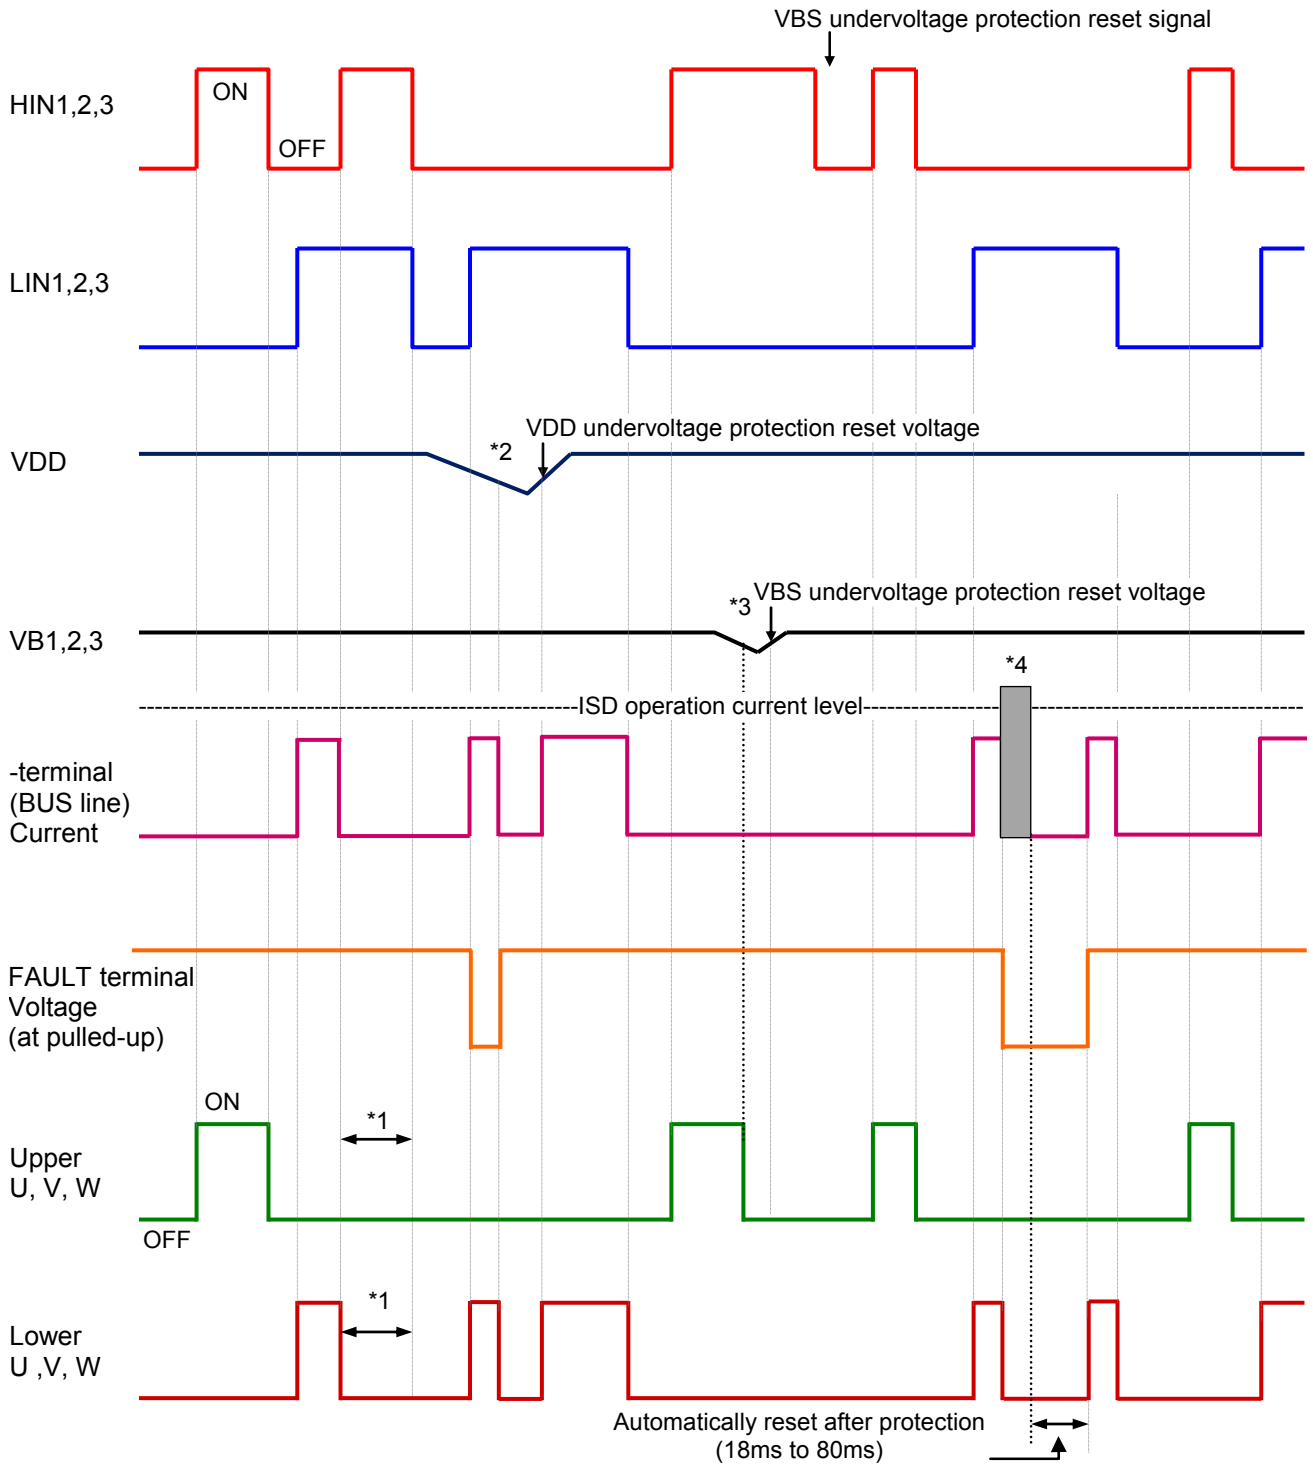 VBS undervoltage protection reset signal
HIN1,2,3
ON
OFF
LIN1,2,3
VDD undervoltage protection reset voltage
*2
VDD
VBS undervoltage protection reset voltage
*3
VB1,2,3
*4
ISD operation current level
-terminal
(BUS line)
Current
FAULT terminal
Voltage
(at pulled-up)
ON
*1
Upper
U, V, W
OFF
*1
Lower
U ,V, W
Automatically reset after protection
(18ms to 80ms)